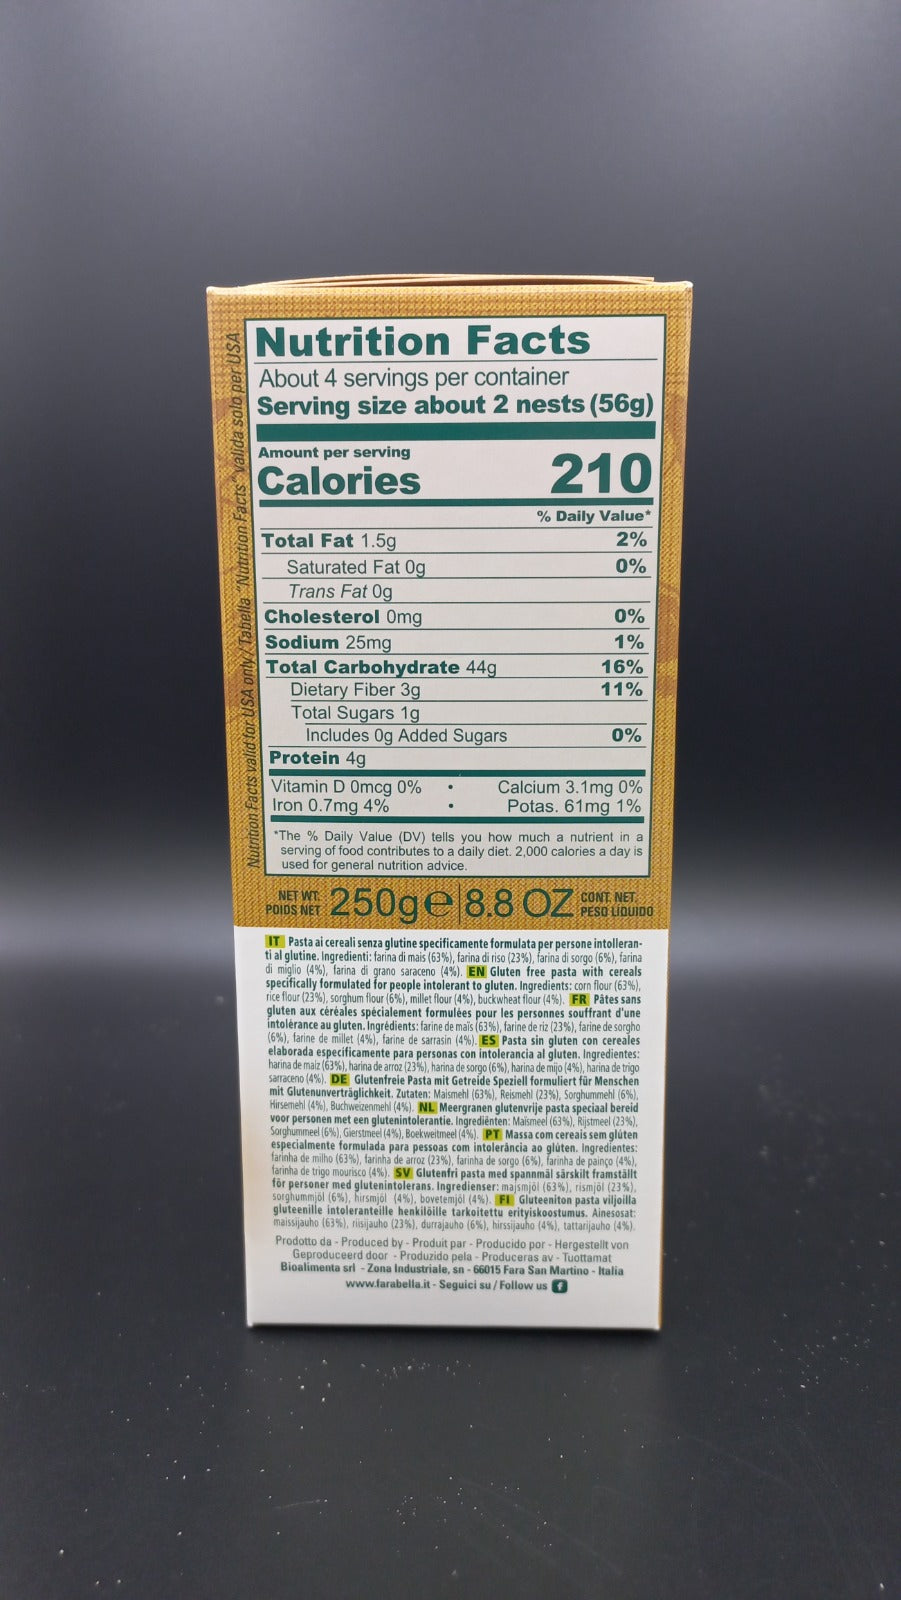 Nutrition Facts valid for USA only / Tabella "Nutrition Facts" valida solo per USA
Nutrition Facts
About 4 servings per container
Serving size about 2 nests (56g)
Amount per serving
Calories 210
% Daily Value*
Total Fat 1.5g 2%
Saturated Fat 0g 0%
Trans Fat 0g
Cholesterol 0mg 0%
Sodium 25mg 1%
Total Carbohydrate 44g 16%
Dietary Fiber 3g 11%
Total Sugars 1g
Includes 0g Added Sugars 0%
Protein 4g
Vitamin D 0mcg 0% • Calcium 3.1mg 0%
Iron 0.7mg 4% • Potas. 61mg 1%
*The % Daily Value (DV) tells you how much a nutrient in a
serving of food contributes to a daily diet. 2,000 calories a day is
used for general nutrition advice.
NET WT. POIDS NET 250g e | 8.8 OZ CONT. NET. PESO LÍQUIDO
IT Pasta ai cereali senza glutine specificamente formulata per persone intolleran-
ti al glutine. Ingredienti: farina di mais (63%), farina di riso (23%), farina di sorgo (6%), farina
di miglio (4%), farina di grano saraceno (4%). EN Gluten free pasta with cereals
specifically formulated for people intolerant to gluten. Ingredients: corn flour (63%),
rice flour (23%), sorghum flour (6%), millet flour (4%), buckwheat flour (4%). FR Pâtes sans
gluten aux céréales spécialement formulées pour les personnes souffrant d'une
intolérance au gluten. Ingrédients: farine de maïs (63%), farine de riz (23%), farine de sorgho
(6%), farine de millet (4%), farine de sarrasin (4%). ES Pasta sin gluten con cereales
elaborada específicamente para personas con intolerancia al gluten. Ingredientes:
harina de maíz (63%), harina de arroz (23%), harina de sorgo (6%), harina de mijo (4%), harina de trigo
sarraceno (4%). DE Glutenfreie Pasta mit Getreide Speziell formuliert für Menschen
mit Glutenunverträglichkeit. Zutaten: Maismehl (63%), Reismehl (23%), Sorghummehl (6%),
Hirsemehl (4%), Buchweizenmehl (4%). NL Meergranen glutenvrije pasta speciaal bereid
voor personen met een glutenintolerantie. Ingrediënten: Maïsmeel (63%), Rijstmeel (23%),
Sorghummeel (6%), Gierstmeel (4%), Boekweitmeel (4%). PT Massa com cereais sem glúten
especialmente formulada para pessoas com intolerância ao glúten. Ingredientes:
farinha de milho (63%), farinha de arroz (23%), farinha de sorgo (6%), farinha de painço (4%),
farinha de trigo mourisco (4%). SV Glutenfri pasta med spannmål särskilt framställt
för personer med glutenintolerans. Ingredienser: majsmjöl (63%), rismjöl (23%),
sorghummjöl (6%), hirsmjöl (4%), bovetemjöl (4%). FI Gluteeniton pasta viljoilla
gluteenille intoleranteille henkilöille tarkoitettu erityiskoostumus. Ainesosat:
maissijauho (63%), riisijauho (23%), durrajauho (6%), hirssijauho (4%), tattarijauho (4%).
Prodotto da - Produced by - Produit par - Producido por - Hergestellt von
Geproduceerd door - Produzido pela - Produceras av - Tuottamat
Bioalimenta srl - Zona Industriale, sn - 66015 Fara San Martino - Italia
www.farabella.it - Seguici su / Follow us f